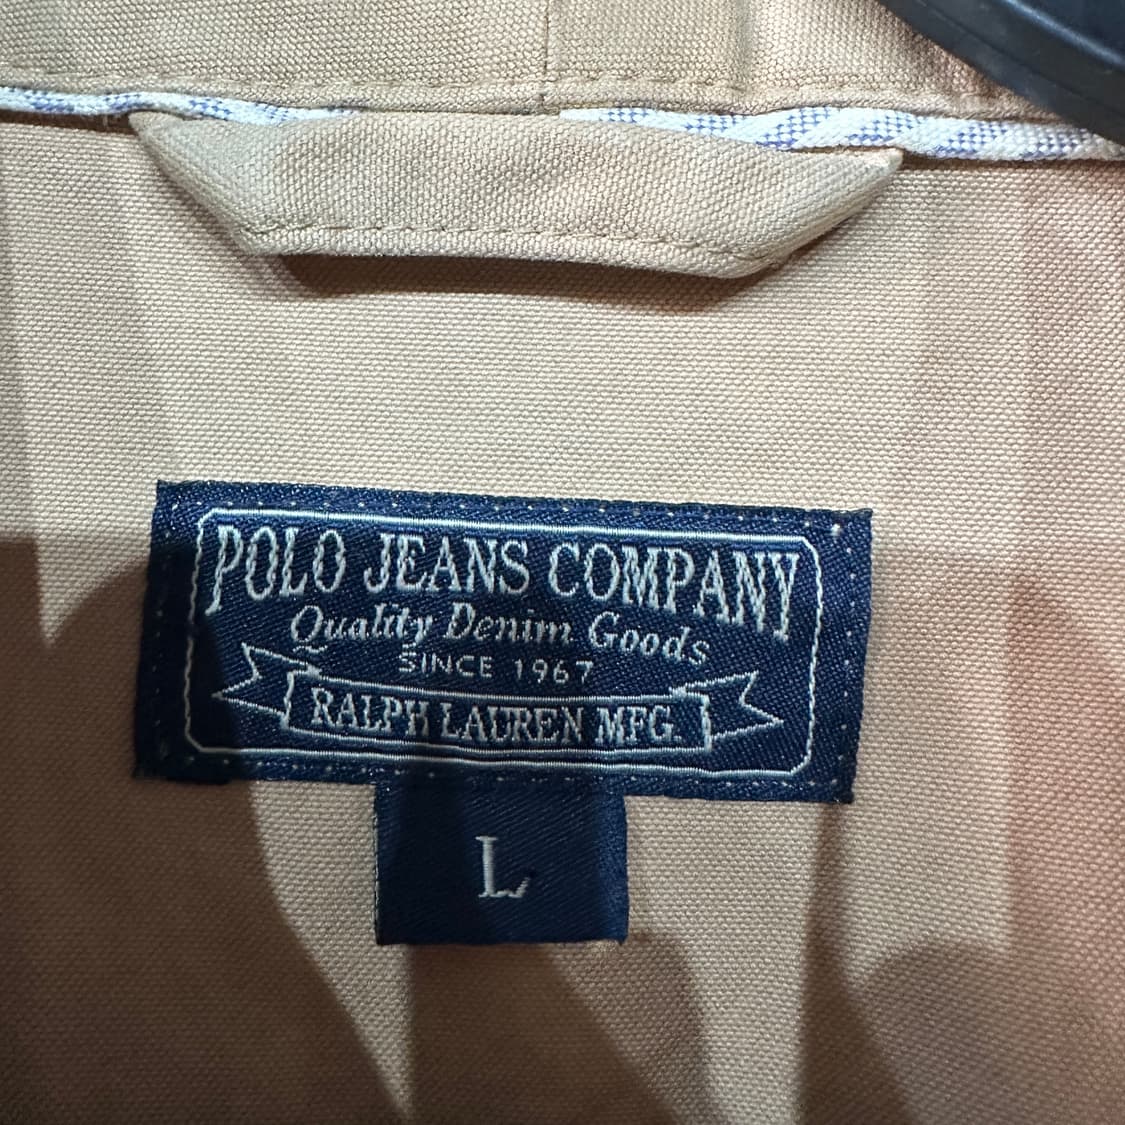 POLO JEANS COMPANY
Quality Denim Goods
SINCE 1967
RALPH LAUREN MFG.
L